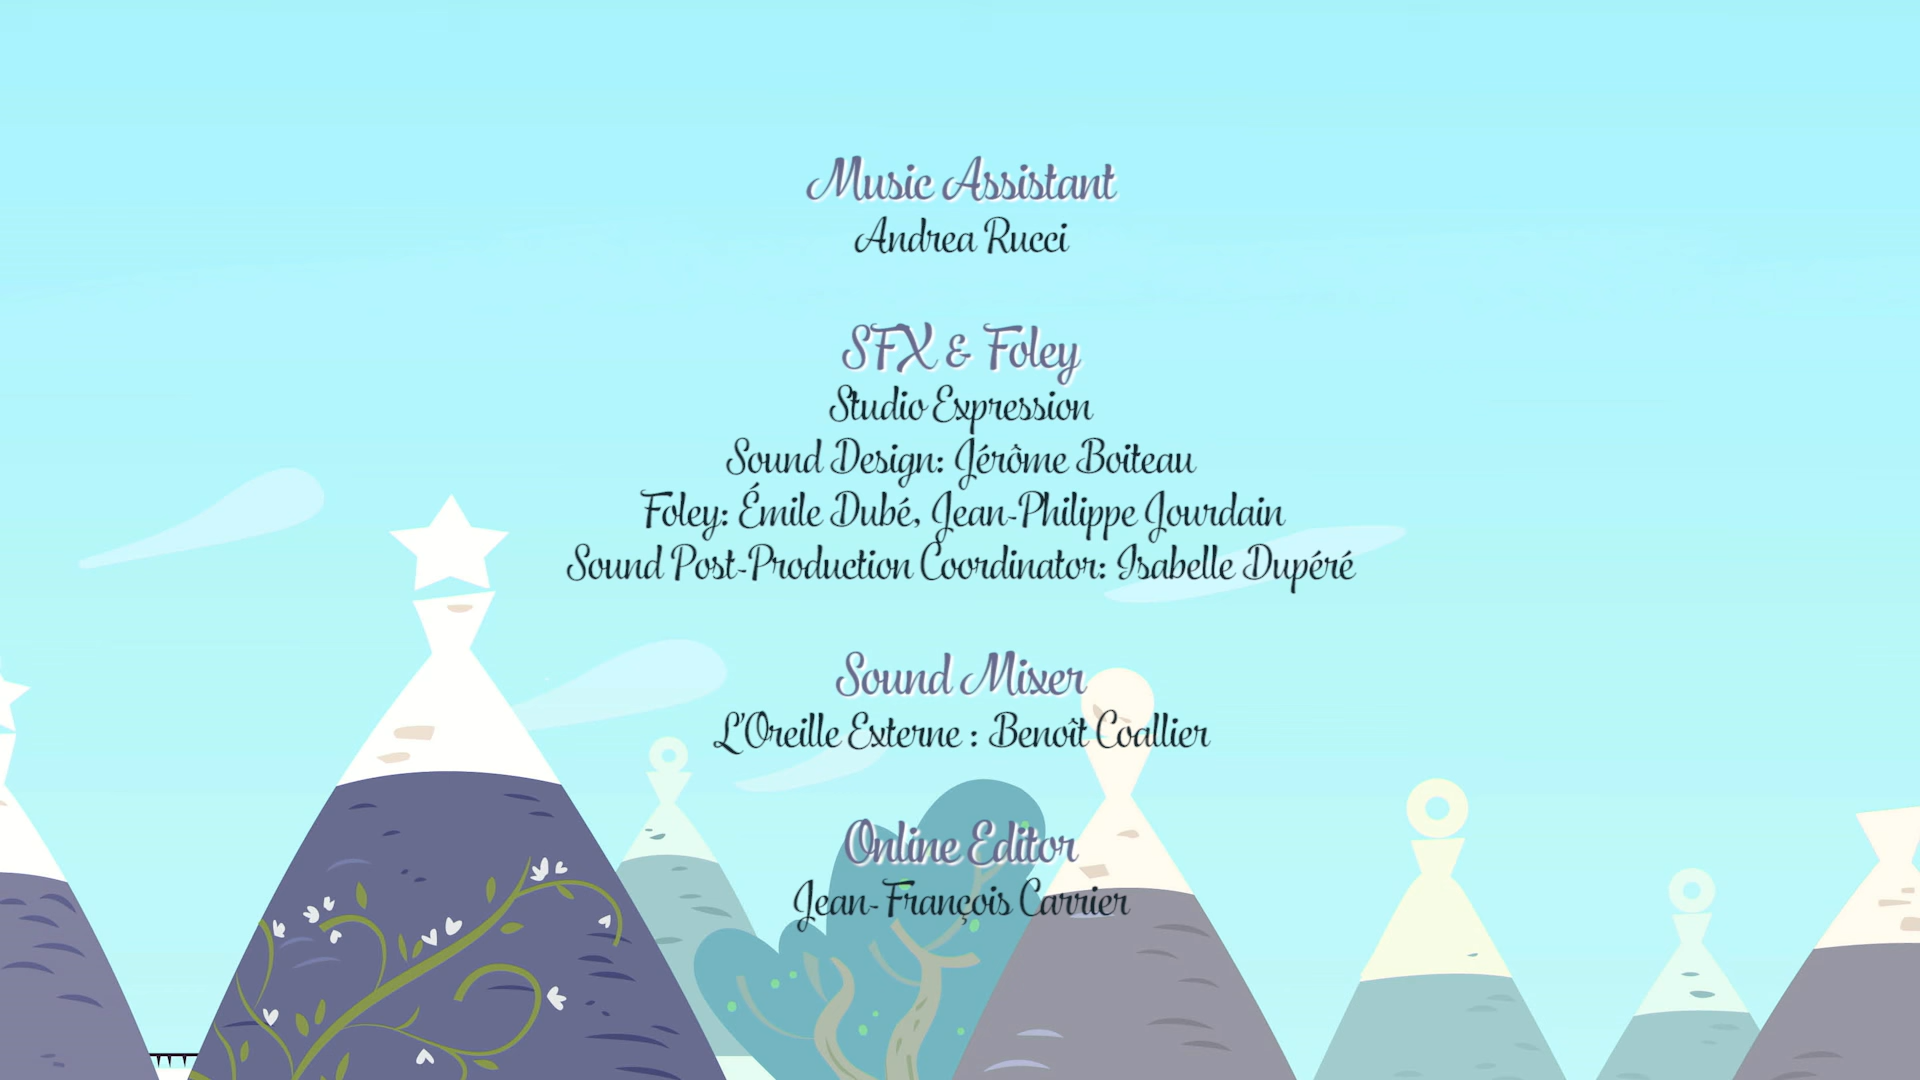 Music Assistant
Andrea Rucci
SFX & Foley
Studio Expression
Sound Design: Jérôme Boiteau
Foley: Émile Dubé, Jean-Philippe Jourdain
Sound Post-Production Coordinator: Isabelle Dupéré
Sound Mixer
L'Oreille Externe : Benoît Coallier
Online Editor
Jean-François Carrier